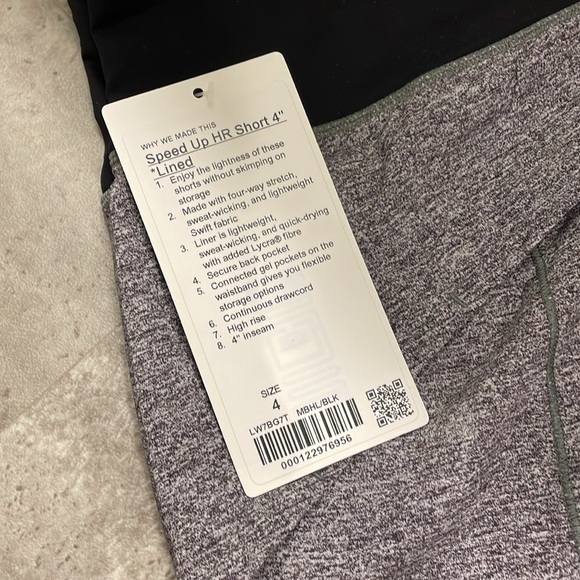 WHY WE MADE THIS
Speed Up HR Short 4"
*Lined
1. Enjoy the lightness of these
shorts without skimping on
storage
2. Made with four-way stretch,
sweat-wicking, and lightweight
Swift fabric
3. Liner is lightweight,
sweat-wicking, and quick-drying
with added Lycra® fibre
4. Secure back pocket
5. Connected gel pockets on the
waistband gives you flexible
storage options
6. Continuous drawcord
7. High rise
8. 4" inseam
SIZE
4
LW7BG7T MBHL/BLK
000122976956